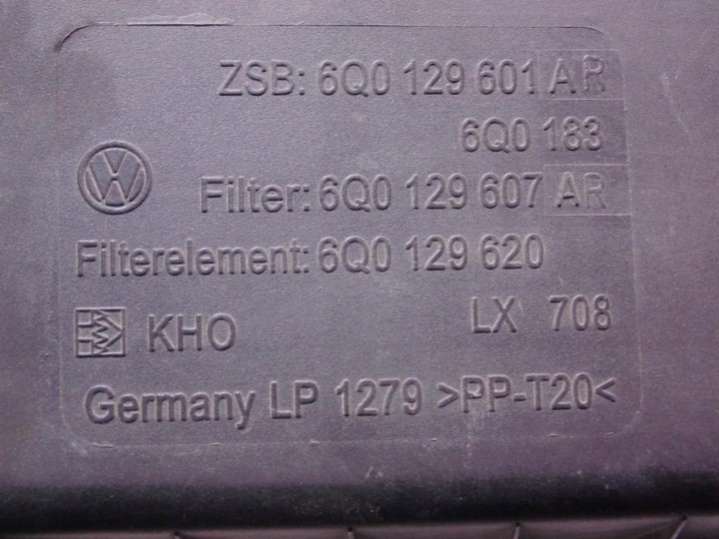 ZSB: 6Q0 129 601 AR
6Q0 183
Filter: 6Q0 129 607 AR
Filterelement: 6Q0 129 620
KHO LX 708
Germany LP 1279 >PP-T20<